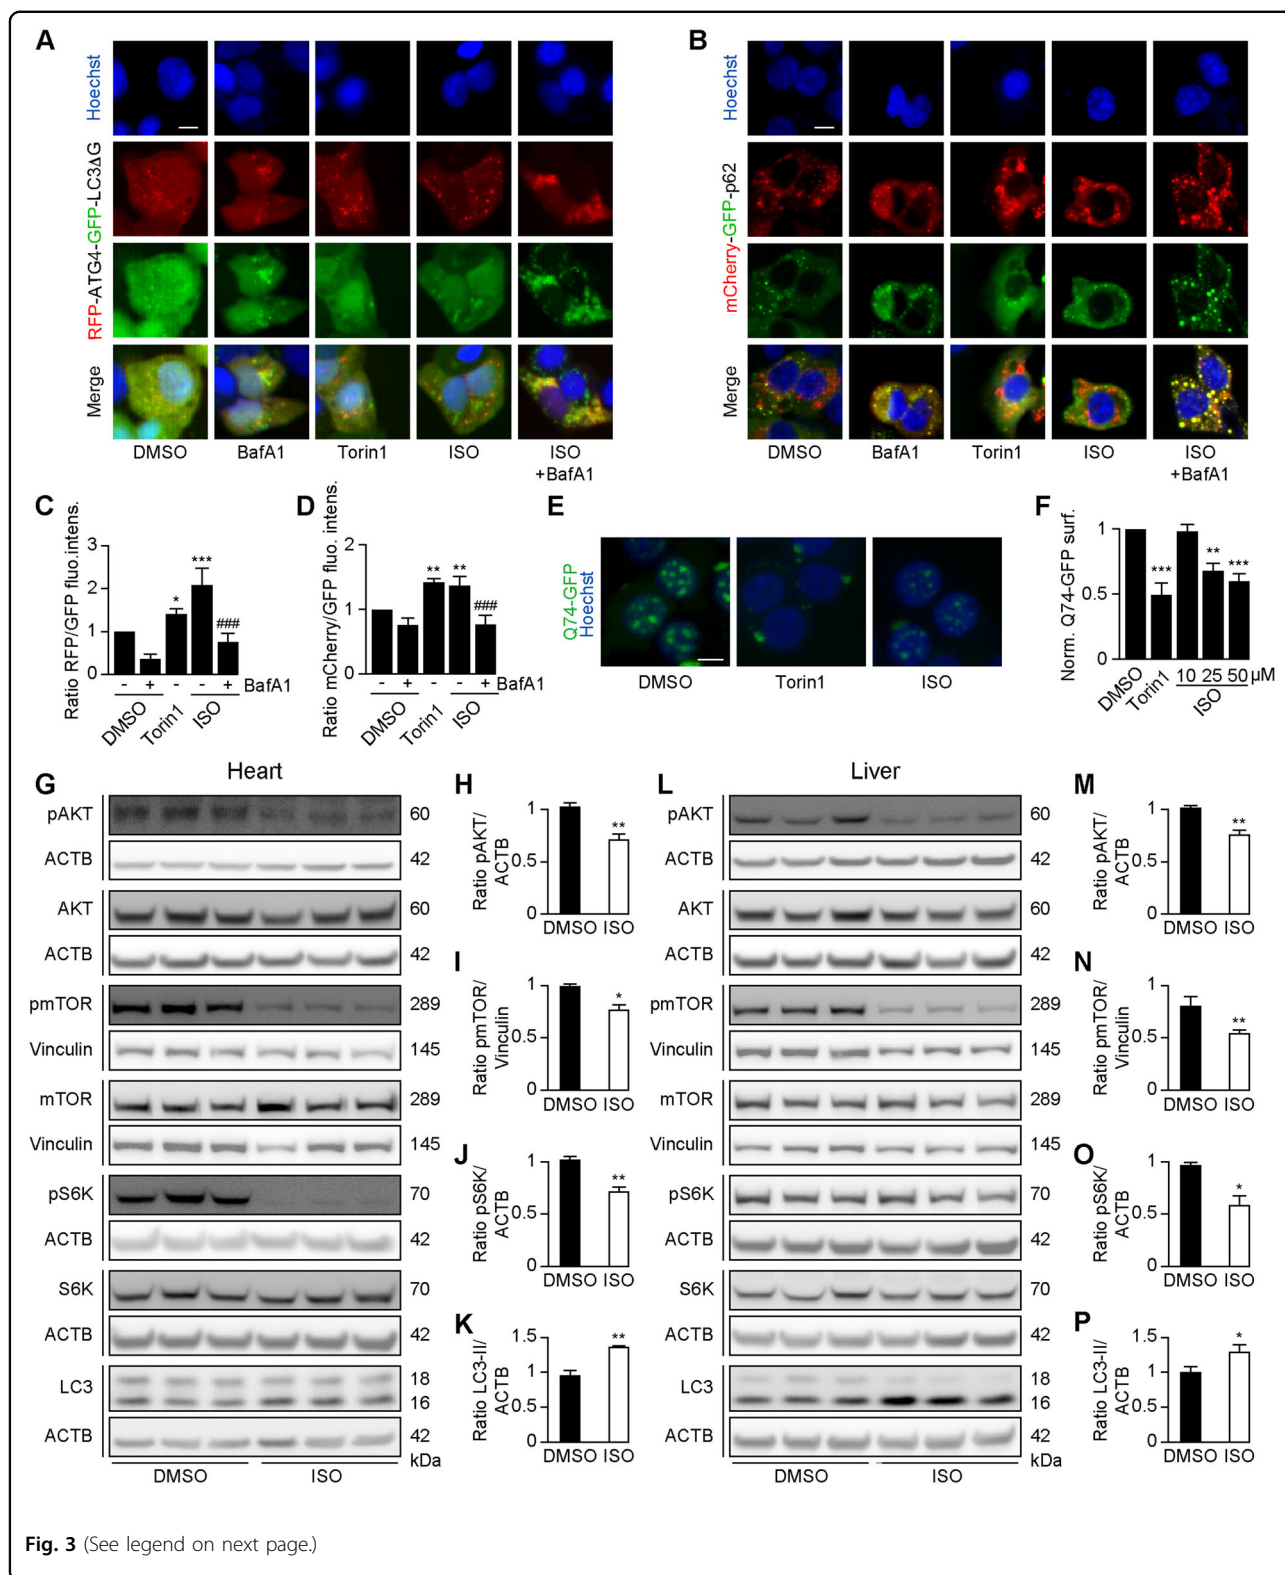 A
Hoechst
RFP-ATG4-GFP-LC3ΔG
Merge
DMSO BafA1 Torin1 ISO ISO
+BafA1
B
Hoechst
mCherry-GFP-p62
Merge
DMSO BafA1 Torin1 ISO ISO
+BafA1
C
Ratio RFP/GFP fluo.intens.
3
2
1
0
* *** ###
- + - - + BafA1
DMSO Torin1 ISO
D
Ratio mCherry/GFP fluo.intens.
2
1
0
** ** ###
- + - - + BafA1
DMSO Torin1 ISO
E
Q74-GFP
Hoechst
DMSO Torin1 ISO
F
Norm. Q74-GFP surf.
1
0.5
0
*** ** ***
DMSO Torin1 10 25 50 µM
ISO
G Heart
pAKT 60
ACTB 42
AKT 60
ACTB 42
pmTOR 289
Vinculin 145
mTOR 289
Vinculin 145
pS6K 70
ACTB 42
S6K 70
ACTB 42
LC3 18
16
ACTB 42
kDa
DMSO ISO
H
Ratio pAKT/
ACTB
1
0.5
0
**
DMSO ISO
I
Ratio pmTOR/
Vinculin
1
0.5
0
*
DMSO ISO
J
Ratio pS6K/
ACTB
1
0.5
0
**
DMSO ISO
K
Ratio LC3-II/
ACTB
1.5
1
0.5
0
**
DMSO ISO
L Liver
pAKT 60
ACTB 42
AKT 60
ACTB 42
pmTOR 289
Vinculin 145
mTOR 289
Vinculin 145
pS6K 70
ACTB 42
S6K 70
ACTB 42
LC3 18
16
ACTB 42
kDa
DMSO ISO
M
Ratio pAKT/
ACTB
1
0.5
0
**
DMSO ISO
N
Ratio pmTOR/
Vinculin
1
0.5
0
**
DMSO ISO
O
Ratio pS6K/
ACTB
1
0.5
0
*
DMSO ISO
P
Ratio LC3-II/
ACTB
1.5
1
0.5
0
*
DMSO ISO
Fig. 3 (See legend on next page.)